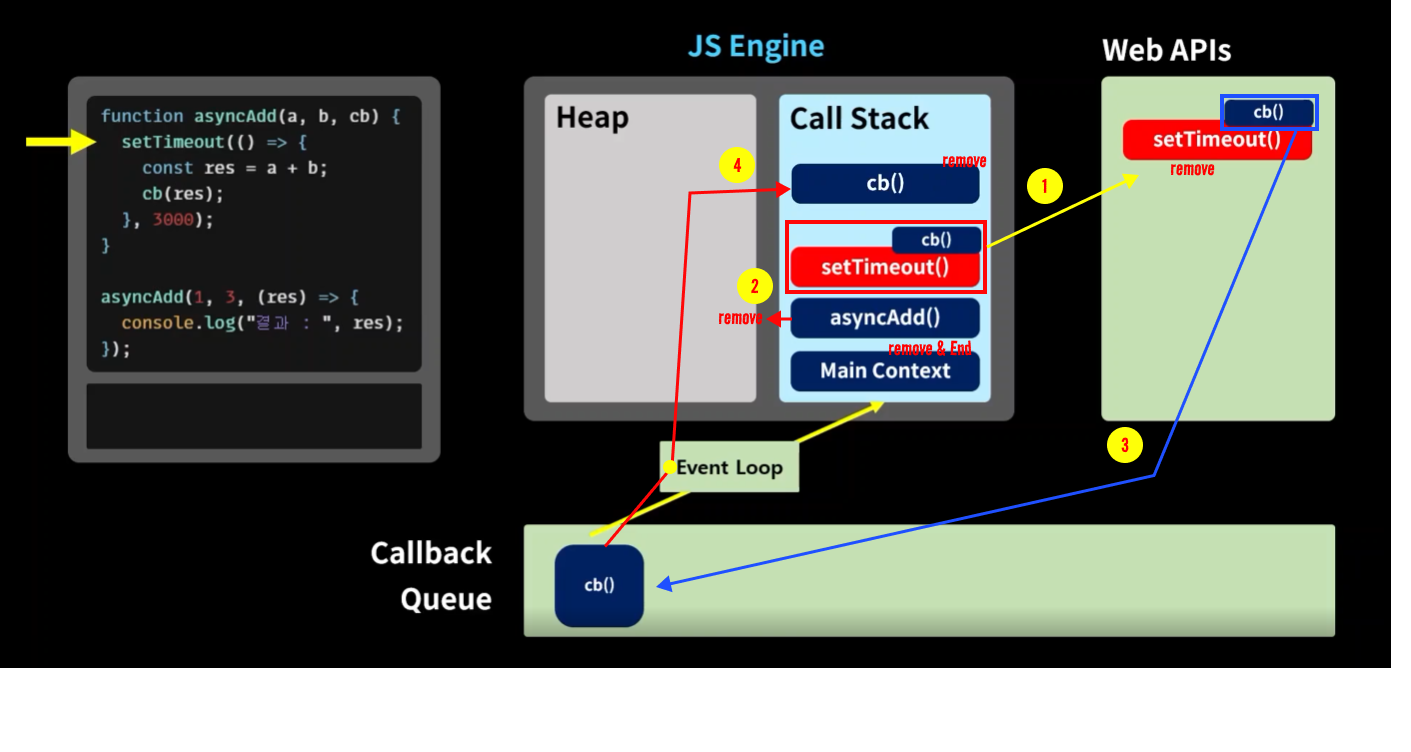 JS Engine
Web APIs
function asyncAdd(a, b, cb) {
setTimeout(() => {
const res = a + b;
cb(res);
}, 3000);
}
asyncAdd(1, 3, (res) => {
console.log("결과 : ", res);
});
Heap
Call Stack
4
remove
cb()
cb()
setTimeout()
2
remove
asyncAdd()
remove & End
Main Context
1
cb()
setTimeout()
remove
3
Event Loop
Callback
Queue
cb()